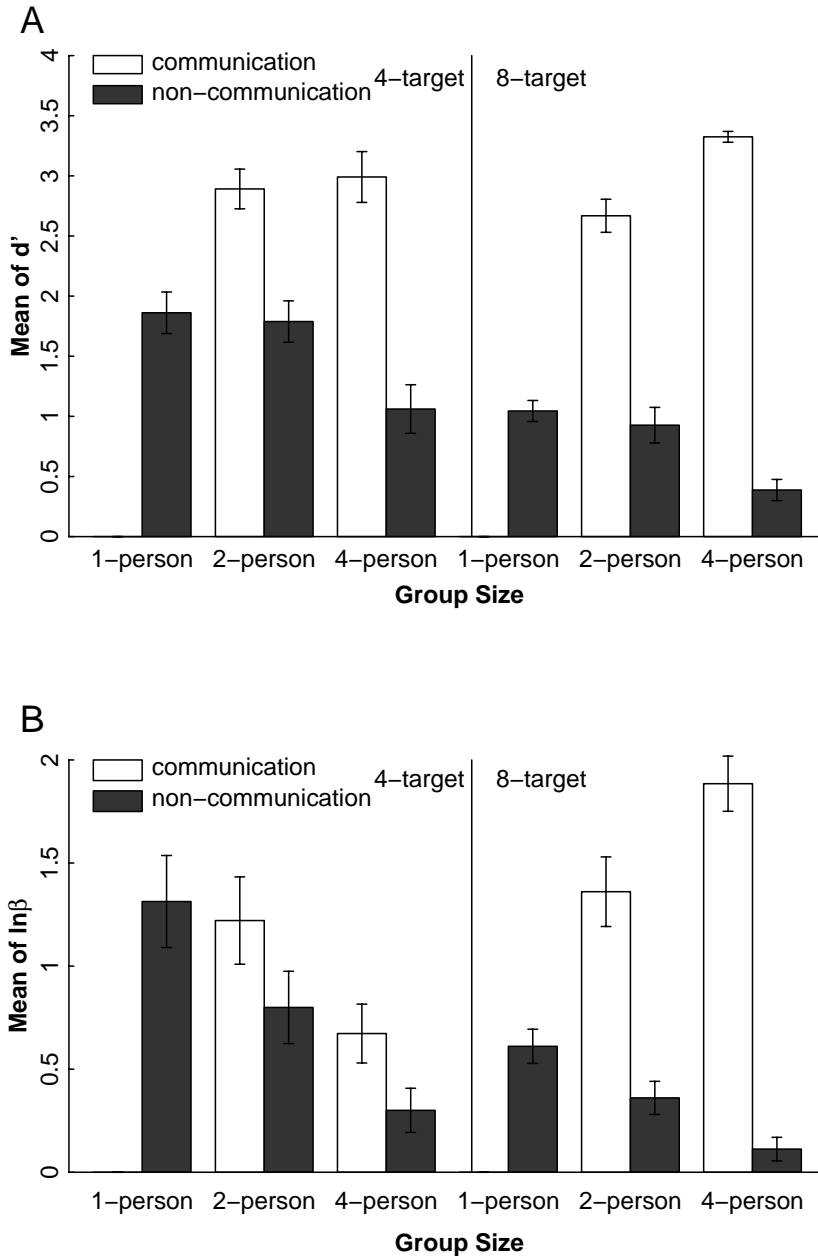 A
communication
non−communication
4−target
8−target
Mean of d’
0
0.5
1
1.5
2
2.5
3
3.5
4
1−person 2−person 4−person 1−person 2−person 4−person
Group Size
B
communication
non−communication
4−target
8−target
Mean of lnβ
0
0.5
1
1.5
2
1−person 2−person 4−person 1−person 2−person 4−person
Group Size